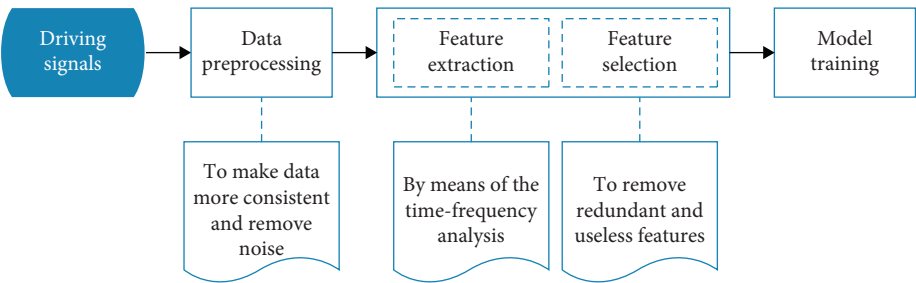 Driving
signals
Data
preprocessing
Feature
extraction
Feature
selection
Model
training
To make data
more consistent
and remove
noise
By means of the
time-frequency
analysis
To remove
redundant and
useless features